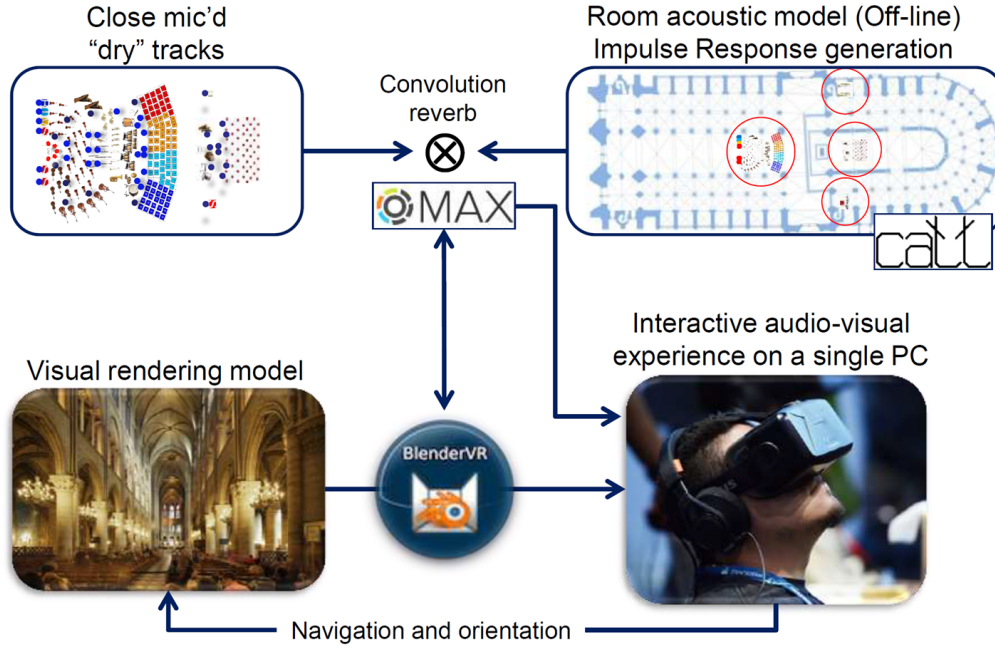 Close mic’d
“dry” tracks
Room acoustic model (Off-line)
Impulse Response generation
Convolution
reverb
MAX
catt
Interactive audio-visual
experience on a single PC
Visual rendering model
BlenderVR
Navigation and orientation